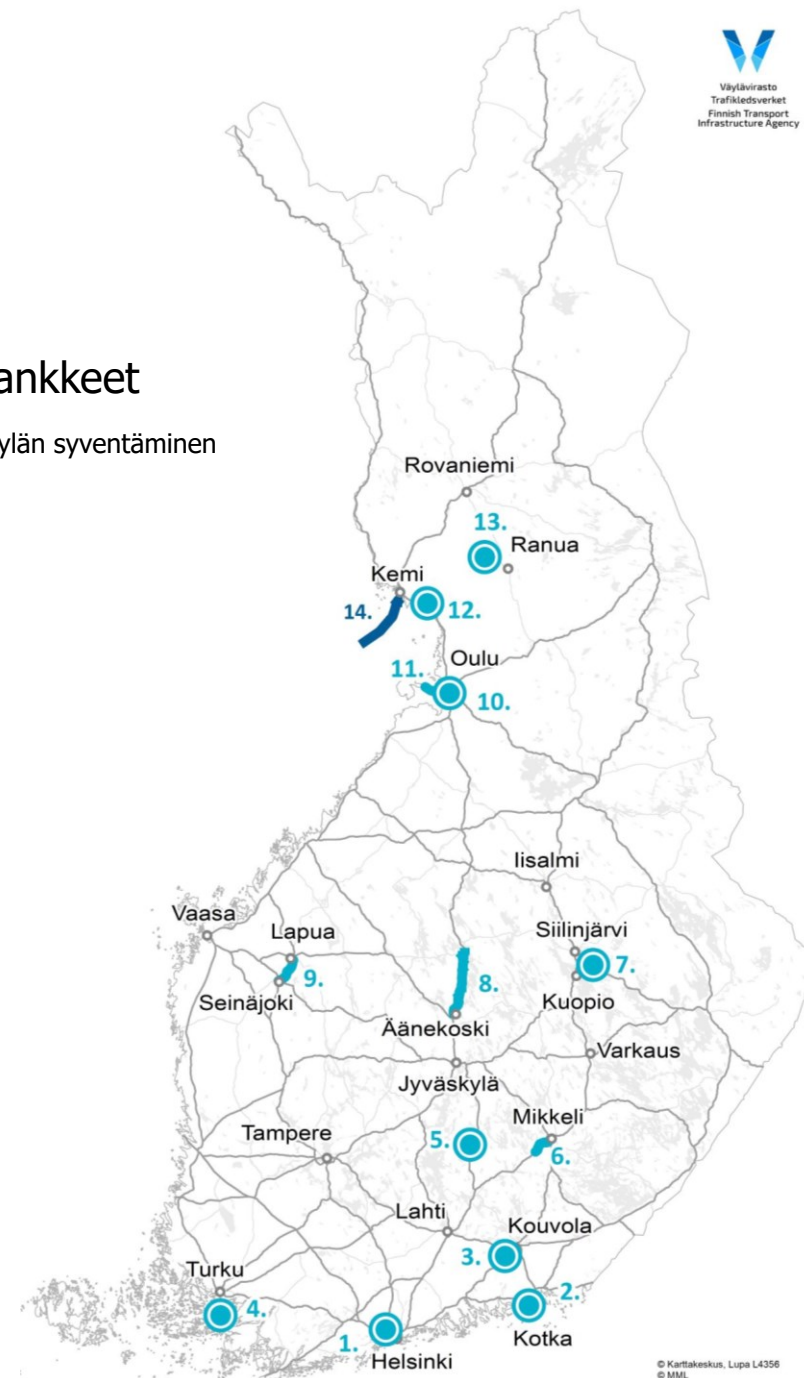 Väylävirasto
Trafikledsverket
Finnish Transport
Infrastructure Agency
ankkeet
ylän syventäminen
Rovaniemi
13.
Ranua
Kemi
14.
12.
Oulu
11.
10.
Iisalmi
Vaasa
Lapua
Siilinjärvi
9.
8.
7.
Seinäjoki
Kuopio
Äänekoski
Varkaus
Jyväskylä
Mikkeli
Tampere
5.
6.
Lahti
Kouvola
3.
Turku
2.
4.
1.
Kotka
Helsinki
© Karttakeskus, Lupa L4356
© MML